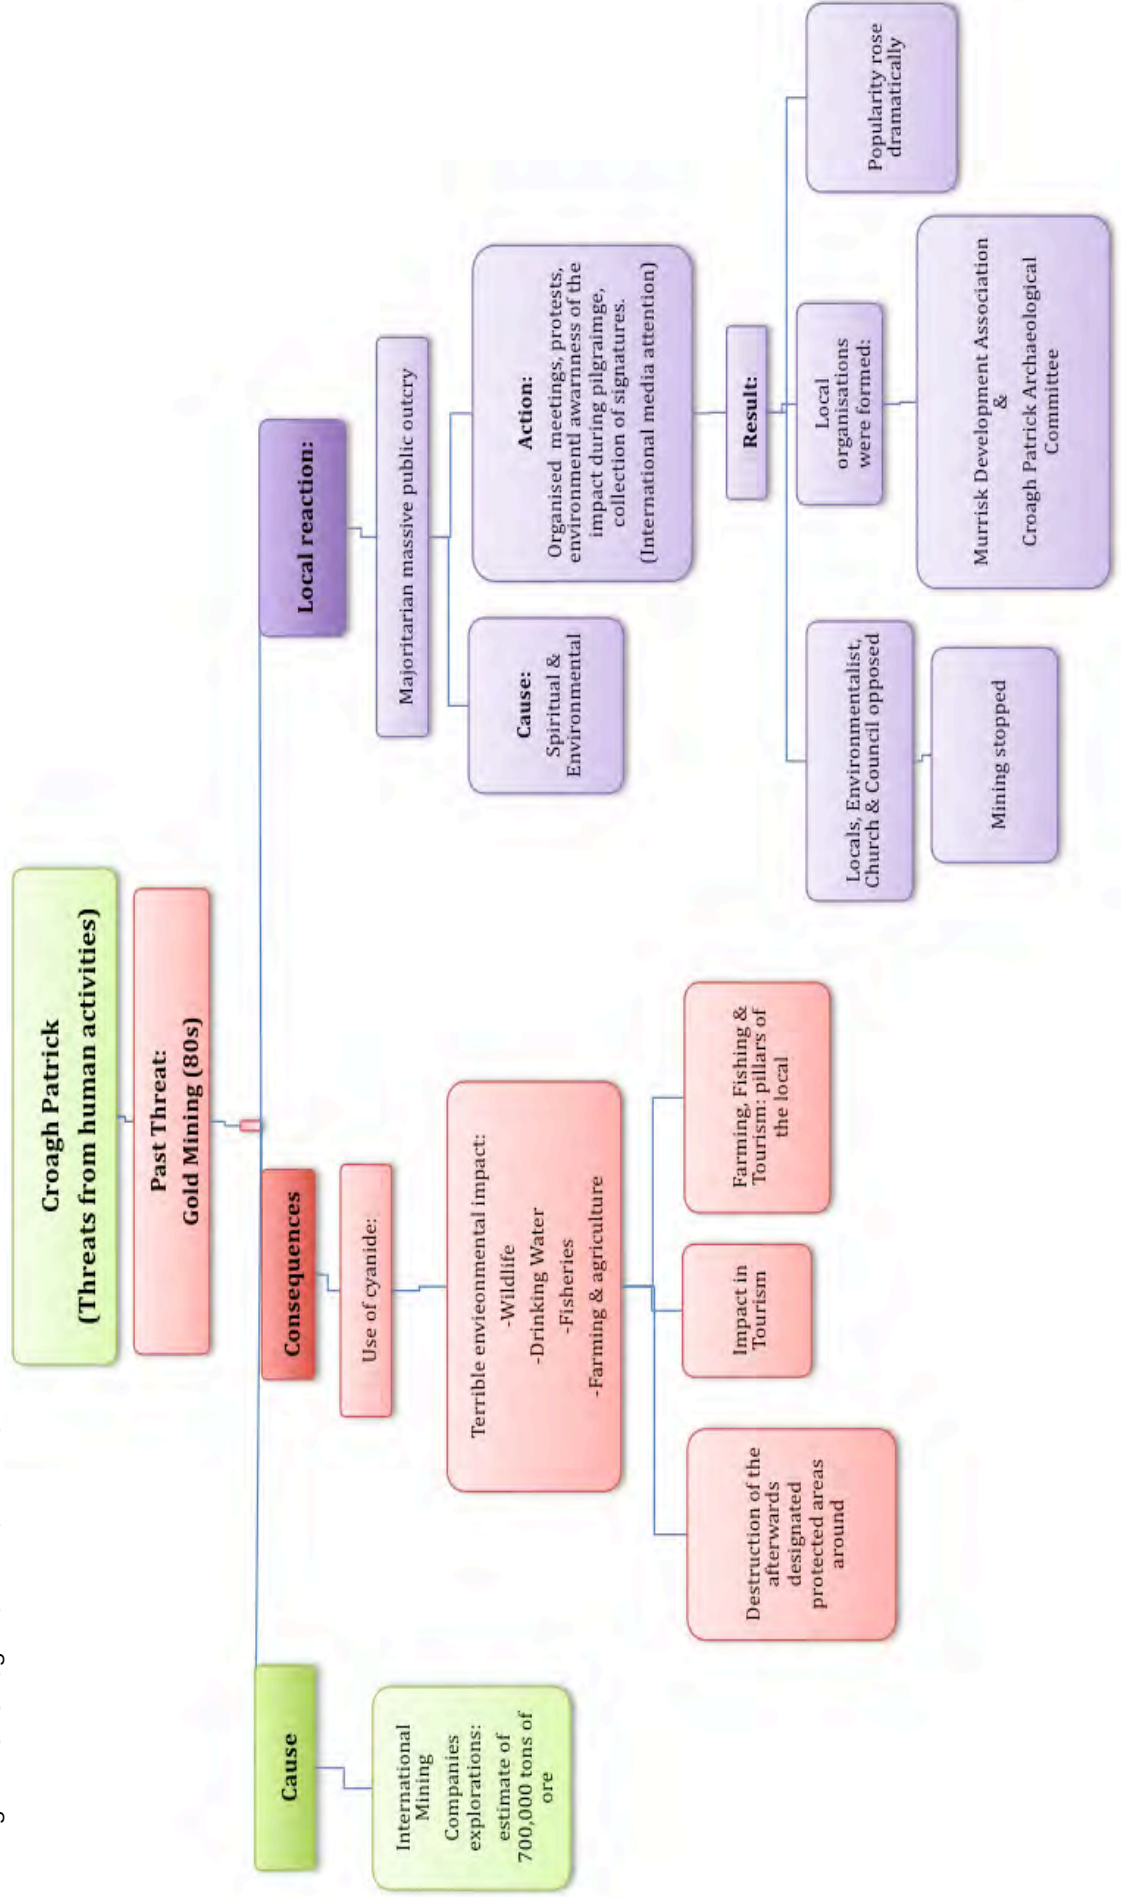 Croagh Patrick
(Threats from human activities)
Past Threat:
Gold Mining (80s)
Cause
International
Mining
Companies
explorations:
estimate of
700,000 tons of
ore
Consequences
Use of cyanide:
Terrible envieonmental impact:
-Wildlife
-Drinking Water
-Fisheries
-Farming & agriculture
Destruction of the
afterwards
designated
protected areas
around
Impact in
Tourism
Farming, Fishing &
Tourism: pillars of
the local
Local reaction:
Majoritarian massive public outcry
Cause:
Spiritual &
Environmental
Action:
Organised meetings, protests,
environmentl awarness of the
impact during pilgraimge,
collection of signatures.
(International media attention)
Result:
Locals, Environmentalist,
Church & Council opposed
Mining stopped
Local
organisations
were formed:
Murrisk Development Association
&
Croagh Patrick Archaeological
Committee
Popularity rose
dramatically